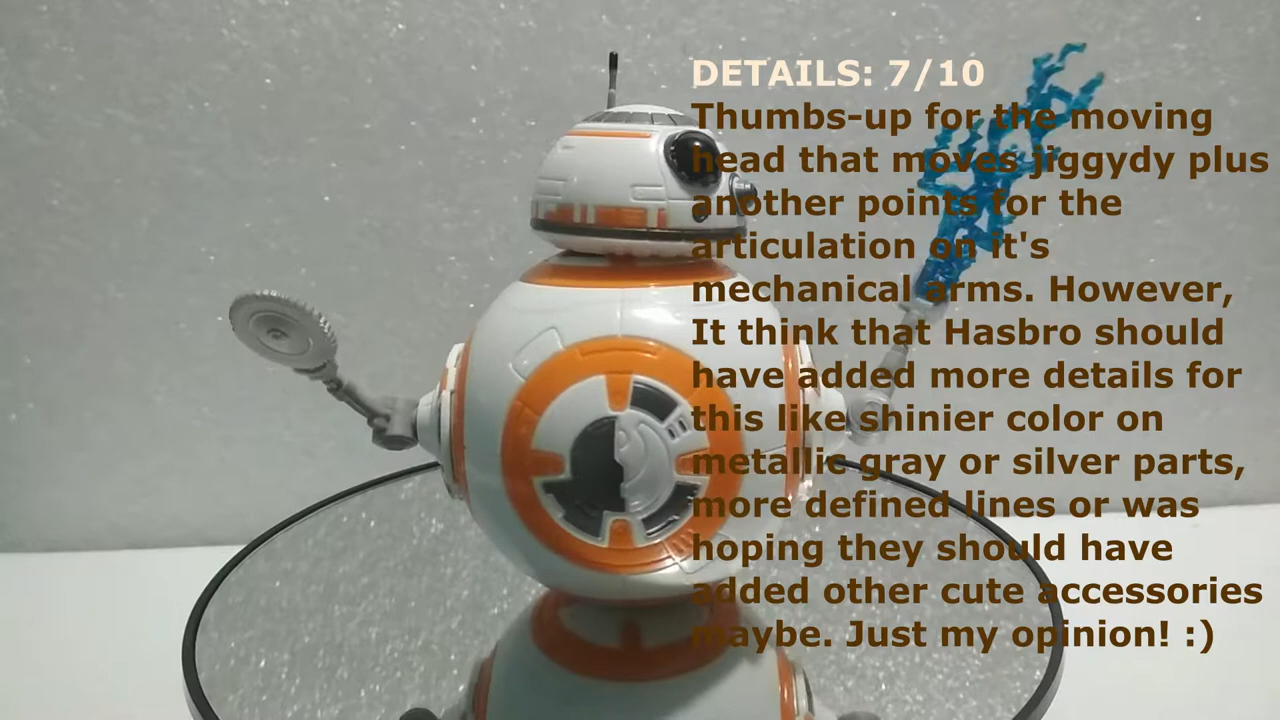 DETAILS: 7/10
Thumbs-up for the moving
head that moves jiggydy plus
another points for the
articulation on it's
mechanical arms. However,
It think that Hasbro should
have added more details for
this like shinier color on
metallic gray or silver parts,
more defined lines or was
hoping they should have
added other cute accessories
maybe. Just my opinion! :)